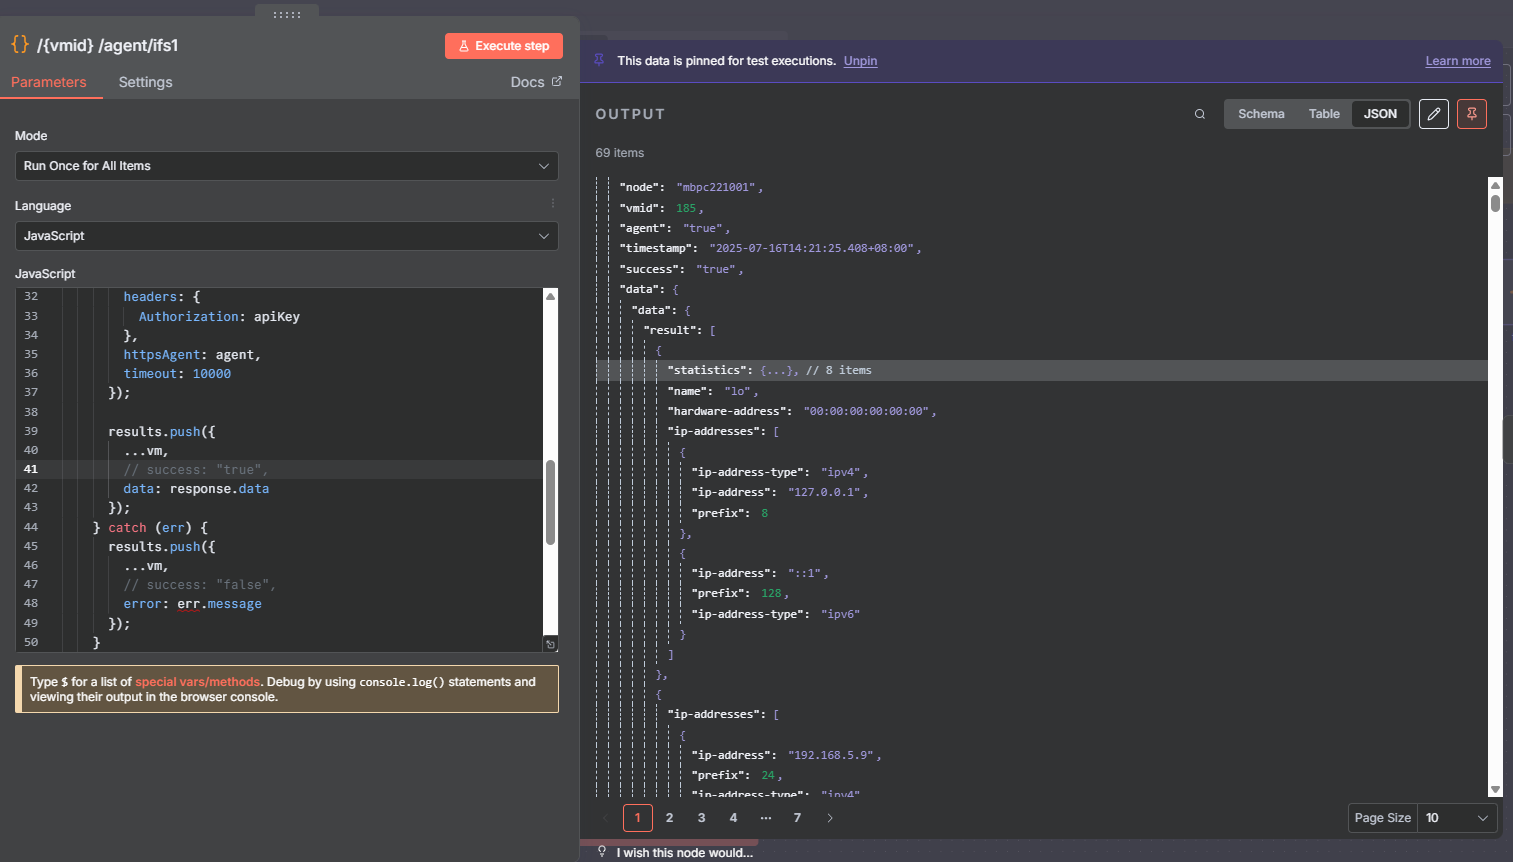 {} /{vmid} /agent/ifs1
Execute step
Parameters
Settings
Docs
Mode
Run Once for All Items
Language
JavaScript
JavaScript
32 headers: {
33 Authorization: apiKey
34 },
35 httpsAgent: agent,
36 timeout: 10000
37 });
38
39 results.push({
40 ...vm,
41 // success: "true",
42 data: response.data
43 });
44 } catch (err) {
45 results.push({
46 ...vm,
47 // success: "false",
48 error: err.message
49 });
50 }
Type $ for a list of special vars/methods. Debug by using console.log() statements and
viewing their output in the browser console.
This data is pinned for test executions. Unpin
Learn more
OUTPUT
Schema
Table
JSON
69 items
"node": "mbpc221001",
"vmid": 185,
"agent": "true",
"timestamp": "2025-07-16T14:21:25.408+08:00",
"success": "true",
"data": {
"data": {
"result": [
{
"statistics": {...}, // 8 items
"name": "lo",
"hardware-address": "00:00:00:00:00:00",
"ip-addresses": [
{
"ip-address-type": "ipv4",
"ip-address": "127.0.0.1",
"prefix": 8
},
{
"ip-address": "::1",
"prefix": 128,
"ip-address-type": "ipv6"
}
]
},
{
"ip-addresses": [
{
"ip-address": "192.168.5.9",
"prefix": 24,
"ip-address-type": "ipv4"
1 2 3 4 ... 7
Page Size 10
I wish this node would...